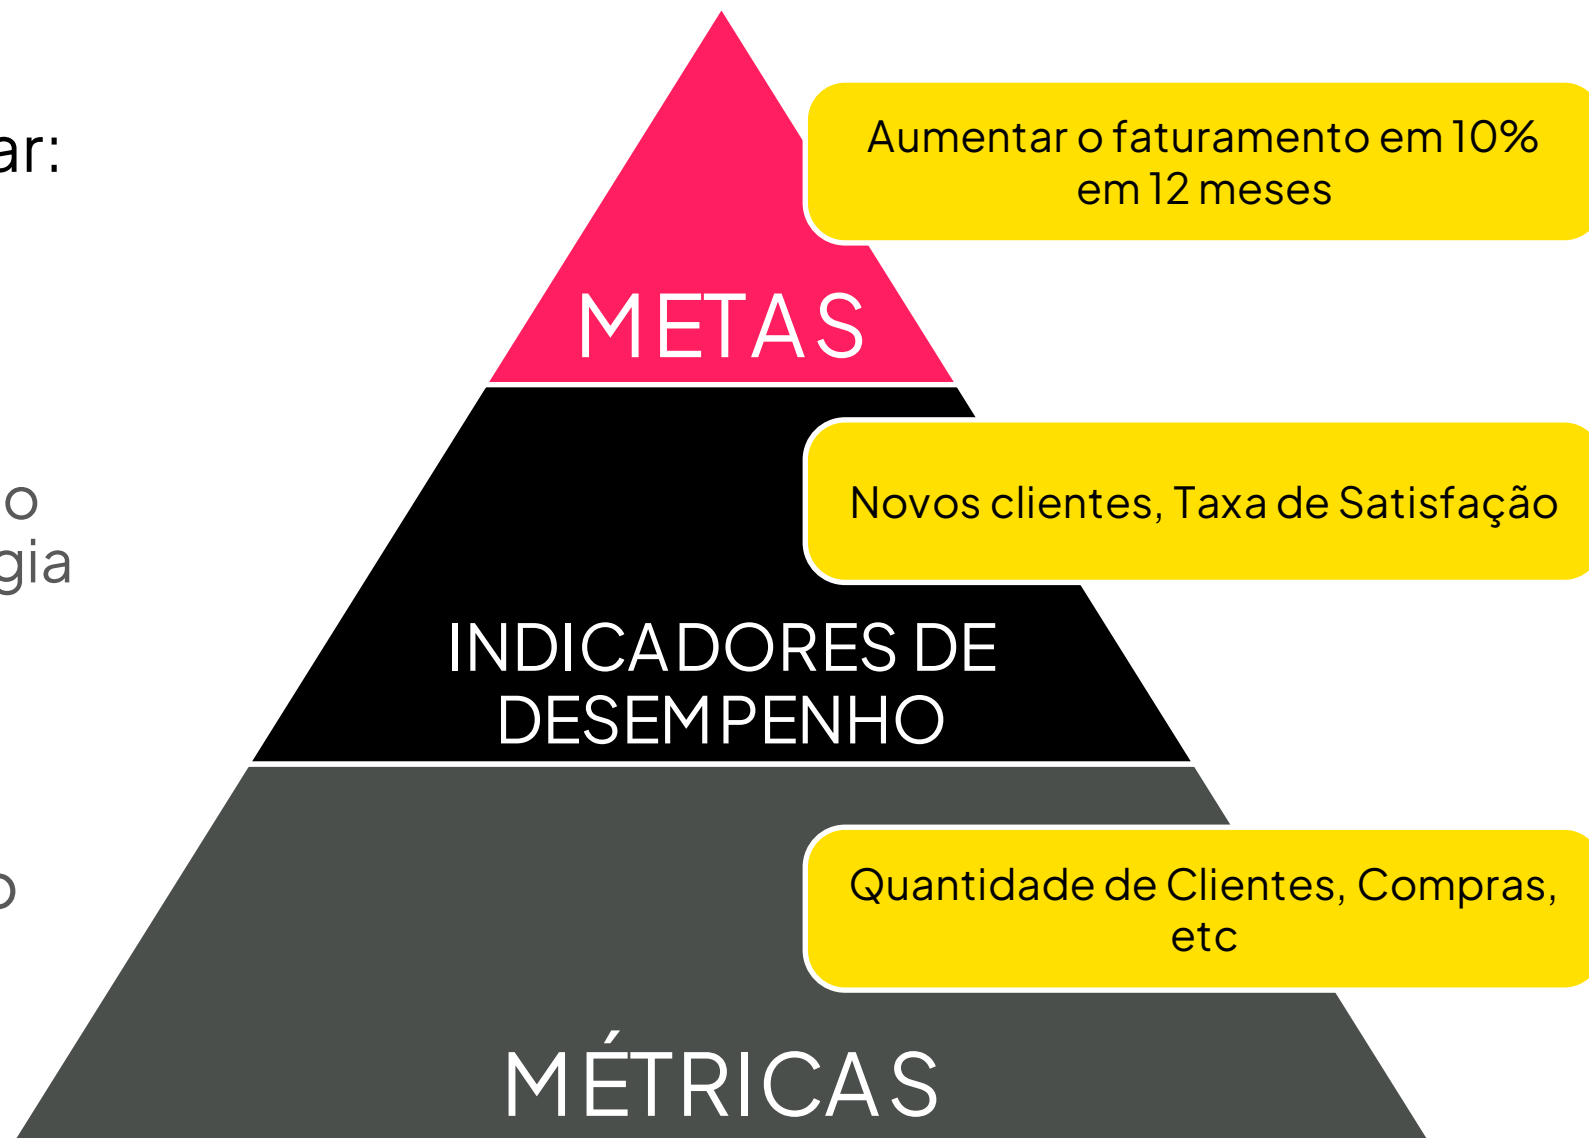 ar:
Aumentar o faturamento em 10%
em 12 meses
METAS
o
gia
Novos clientes, Taxa de Satisfação
INDICADORES DE
DESEMPENHO
o
Quantidade de Clientes, Compras,
etc
MÉTRICAS